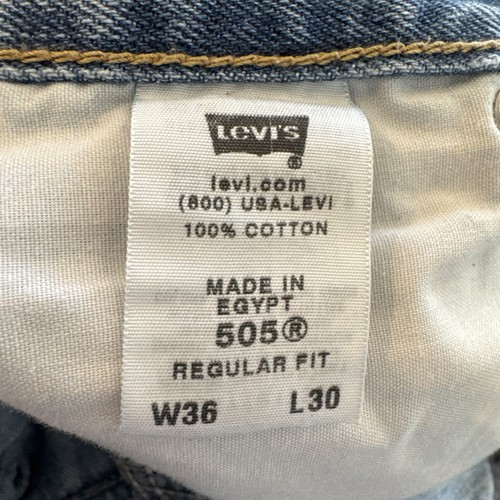 Levi's
®
levi.com
(800) USA-LEVI
100% COTTON
MADE IN
EGYPT
505®
REGULAR FIT
W36 L30